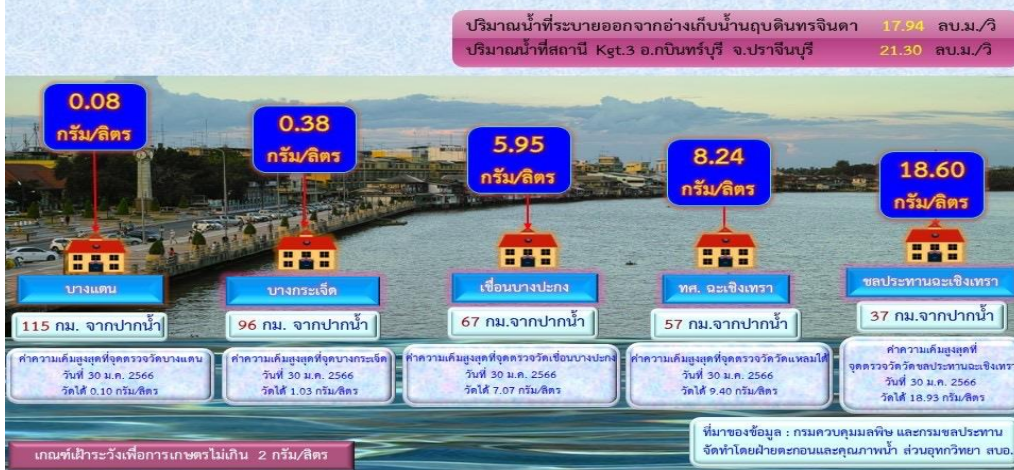 ปริมาณน้ำที่ระบายออกจากอ่างเก็บน้ำนฤบดินทรจินดา 17.94 ลบ.ม./วิ
ปริมาณน้ำที่สถานี Kgt.3 อ.กบินทร์บุรี จ.ปราจีนบุรี 21.30 ลบ.ม./วิ
0.08
กรัม/ลิตร
0.38
กรัม/ลิตร
5.95
กรัม/ลิตร
8.24
กรัม/ลิตร
18.60
กรัม/ลิตร
บางแตน
บางกระเจ็ด
เขื่อนบางปะกง
ทศ. ฉะเชิงเทรา
ชลประทานฉะเชิงเทรา
115 กม. จากปากน้ำ
96 กม. จากปากน้ำ
67 กม.จากปากน้ำ
57 กม.จากปากน้ำ
37 กม.จากปากน้ำ
ค่าความเค็มสูงสุดที่จุดตรวจวัดบางแตน
วันที่ 30 ม.ค. 2566
วัดได้ 0.10 กรัม/ลิตร
ค่าความเค็มสูงสุดที่จุดบางกระเจ็ด
วันที่ 30 ม.ค. 2566
วัดได้ 1.03 กรัม/ลิตร
ค่าความเค็มสูงสุดที่จุดตรวจวัดเขื่อนบางปะกง
วันที่ 30 ม.ค. 2566
วัดได้ 7.07 กรัม/ลิตร
ค่าความเค็มสูงสุดที่จุดตรวจวัดวัดแหลมใต้
วันที่ 30 ม.ค. 2566
วัดได้ 9.40 กรัม/ลิตร
ค่าความเค็มสูงสุดที่
จุดตรวจวัดวัดชลประทานฉะเชิงเทรา
วันที่ 30 ม.ค. 2566
วัดได้ 18.93 กรัม/ลิตร
เกณฑ์เฝ้าระวังเพื่อการเกษตรไม่เกิน 2 กรัม/ลิตร
ที่มาของข้อมูล : กรมควบคุมมลพิษ และกรมชลประทาน
จัดทำโดยฝ่ายตะกอนและคุณภาพน้ำ ส่วนอุทกวิทยา สบอ.